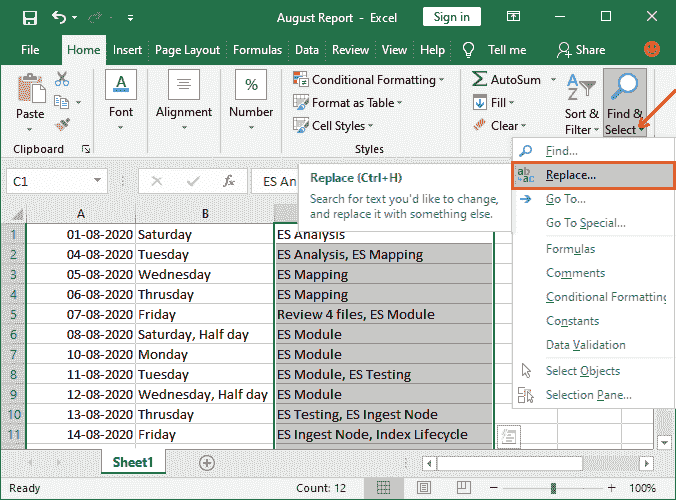 August Report - Excel
Sign in
File Home Insert Page Layout Formulas Data Review View Help Tell me Share
Paste
Clipboard
Font
Alignment
Number
Conditional Formatting
Format as Table
Cell Styles
Styles
AutoSum
Fill
Clear
Sort & Filter
Find & Select
Find...
Replace...
Go To...
Go To Special...
Formulas
Comments
Conditional Formatting
Constants
Data Validation
Select Objects
Selection Pane...
Replace (Ctrl+H)
Search for text you'd like to change,
and replace it with something else.
C1 fx ES An
A B
1 01-08-2020 Saturday ES Analysis
2 04-08-2020 Tuesday ES Analysis, ES Mapping
3 05-08-2020 Wednesday ES Mapping
4 06-08-2020 Thrusday ES Mapping
5 07-08-2020 Friday Review 4 files, ES Module
6 08-08-2020 Saturday, Half day ES Module
7 10-08-2020 Monday ES Module
8 11-08-2020 Tuesday ES Module, ES Testing
9 12-08-2020 Wednesday, Half day ES Module
10 13-08-2020 Thrusday ES Testing, ES Ingest Node
11 14-08-2020 Friday ES Ingest Node, Index Lifecycle
Sheet1
Ready Count: 12 100%